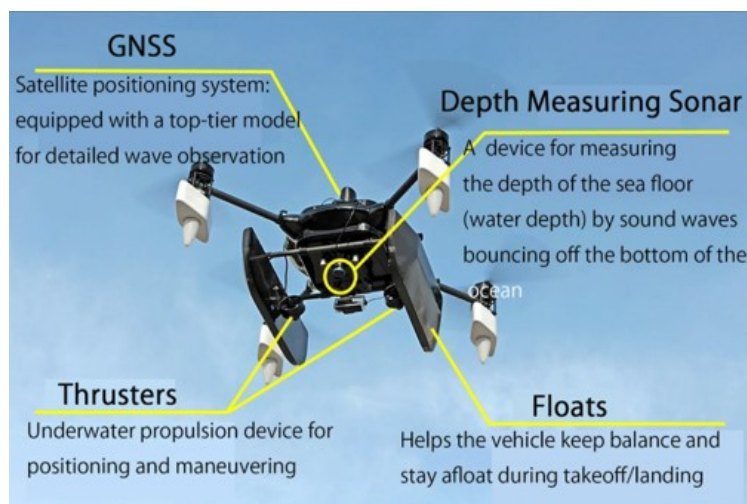 GNSS
Satellite positioning system:
equipped with a top-tier model
for detailed wave observation
Depth Measuring Sonar
A device for measuring
the depth of the sea floor
(water depth) by sound waves
bouncing off the bottom of the
ocean
Thrusters
Underwater propulsion device for
positioning and maneuvering
Floats
Helps the vehicle keep balance and
stay afloat during takeoff/landing